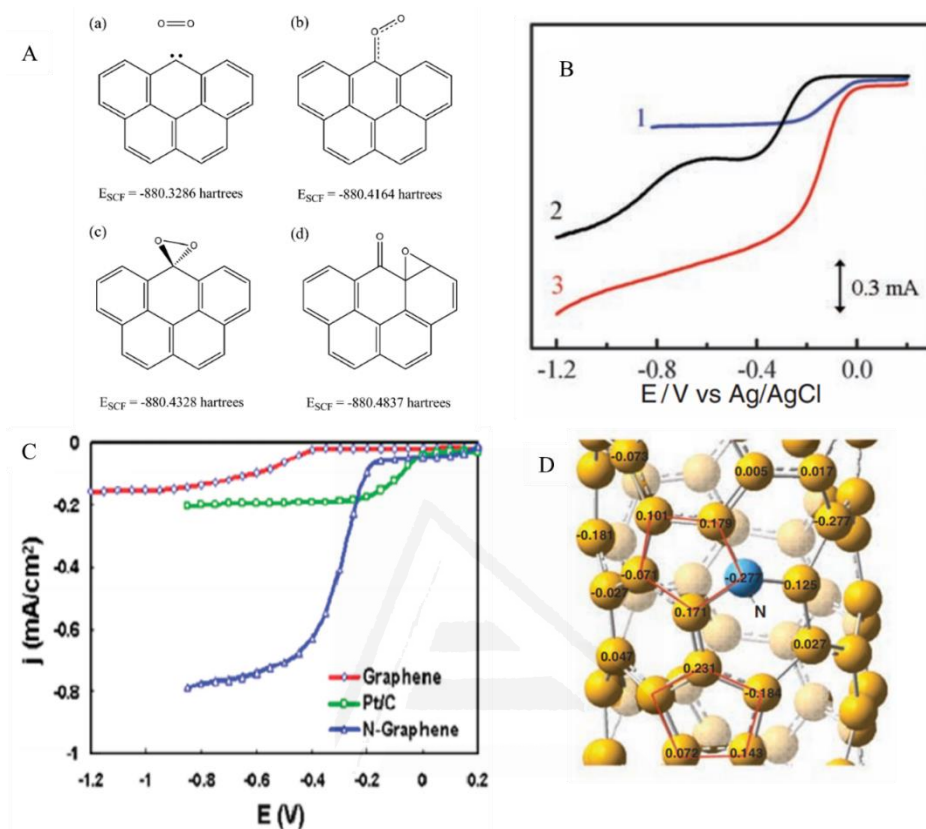 A
(a)
O O
E_SCF = -880.3286 hartrees
(b)
O
O
E_SCF = -880.4164 hartrees
(c)
O O
E_SCF = -880.4328 hartrees
(d)
O
O
E_SCF = -880.4837 hartrees
B
1
2
3
0.3 mA
-1.2 -0.8 -0.4 0.0
E / V vs Ag/AgCl
C
0
-0.2
-0.4
-0.6
-0.8
-1
j (mA/cm²)
Graphene
Pt/C
N-Graphene
-1.2 -1 -0.8 -0.6 -0.4 -0.2 0 0.2
E (V)
D
-0.073
0.005
0.017
0.101
0.179
-0.277
-0.181
-0.071
-0.277
0.125
-0.027
N
0.171
0.027
0.047
0.231
-0.184
0.072
0.143